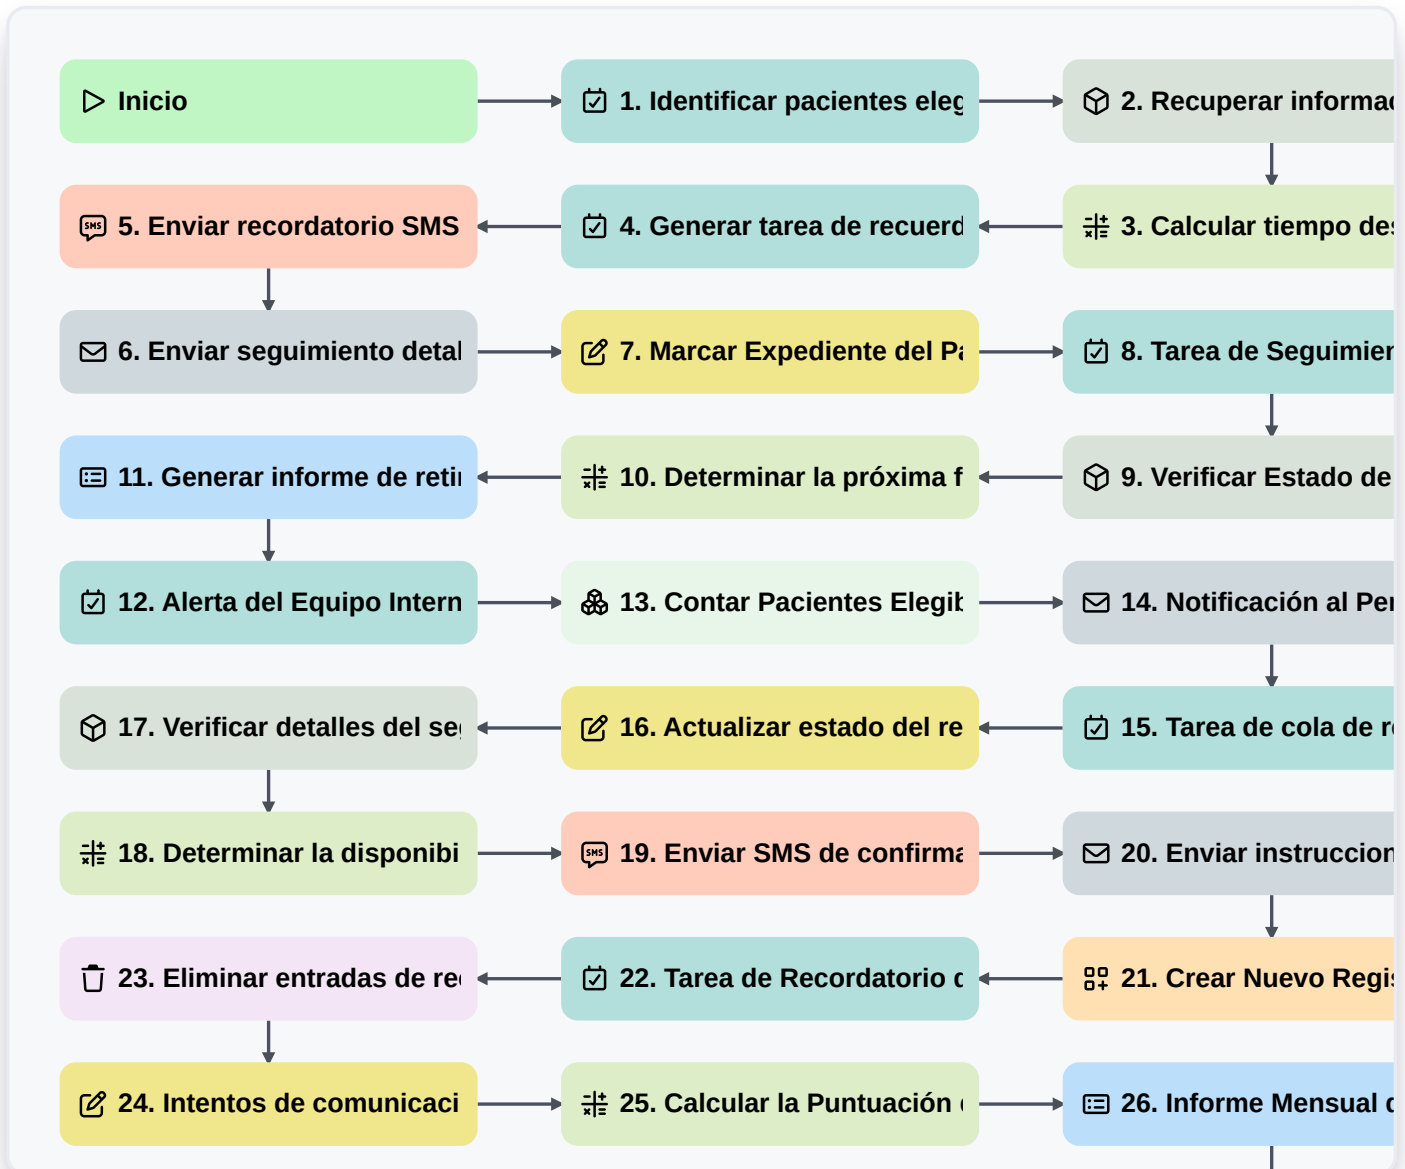 Inicio
1. Identificar pacientes eleg
2. Recuperar informac
5. Enviar recordatorio SMS
4. Generar tarea de recuerd
3. Calcular tiempo des
6. Enviar seguimiento detal
7. Marcar Expediente del Pa
8. Tarea de Seguimien
11. Generar informe de retir
10. Determinar la próxima f
9. Verificar Estado de
12. Alerta del Equipo Intern
13. Contar Pacientes Elegib
14. Notificación al Per
17. Verificar detalles del seg
16. Actualizar estado del re
15. Tarea de cola de re
18. Determinar la disponibi
19. Enviar SMS de confirma
20. Enviar instruccion
23. Eliminar entradas de rec
22. Tarea de Recordatorio d
21. Crear Nuevo Regis
24. Intentos de comunicaci
25. Calcular la Puntuación
26. Informe Mensual d